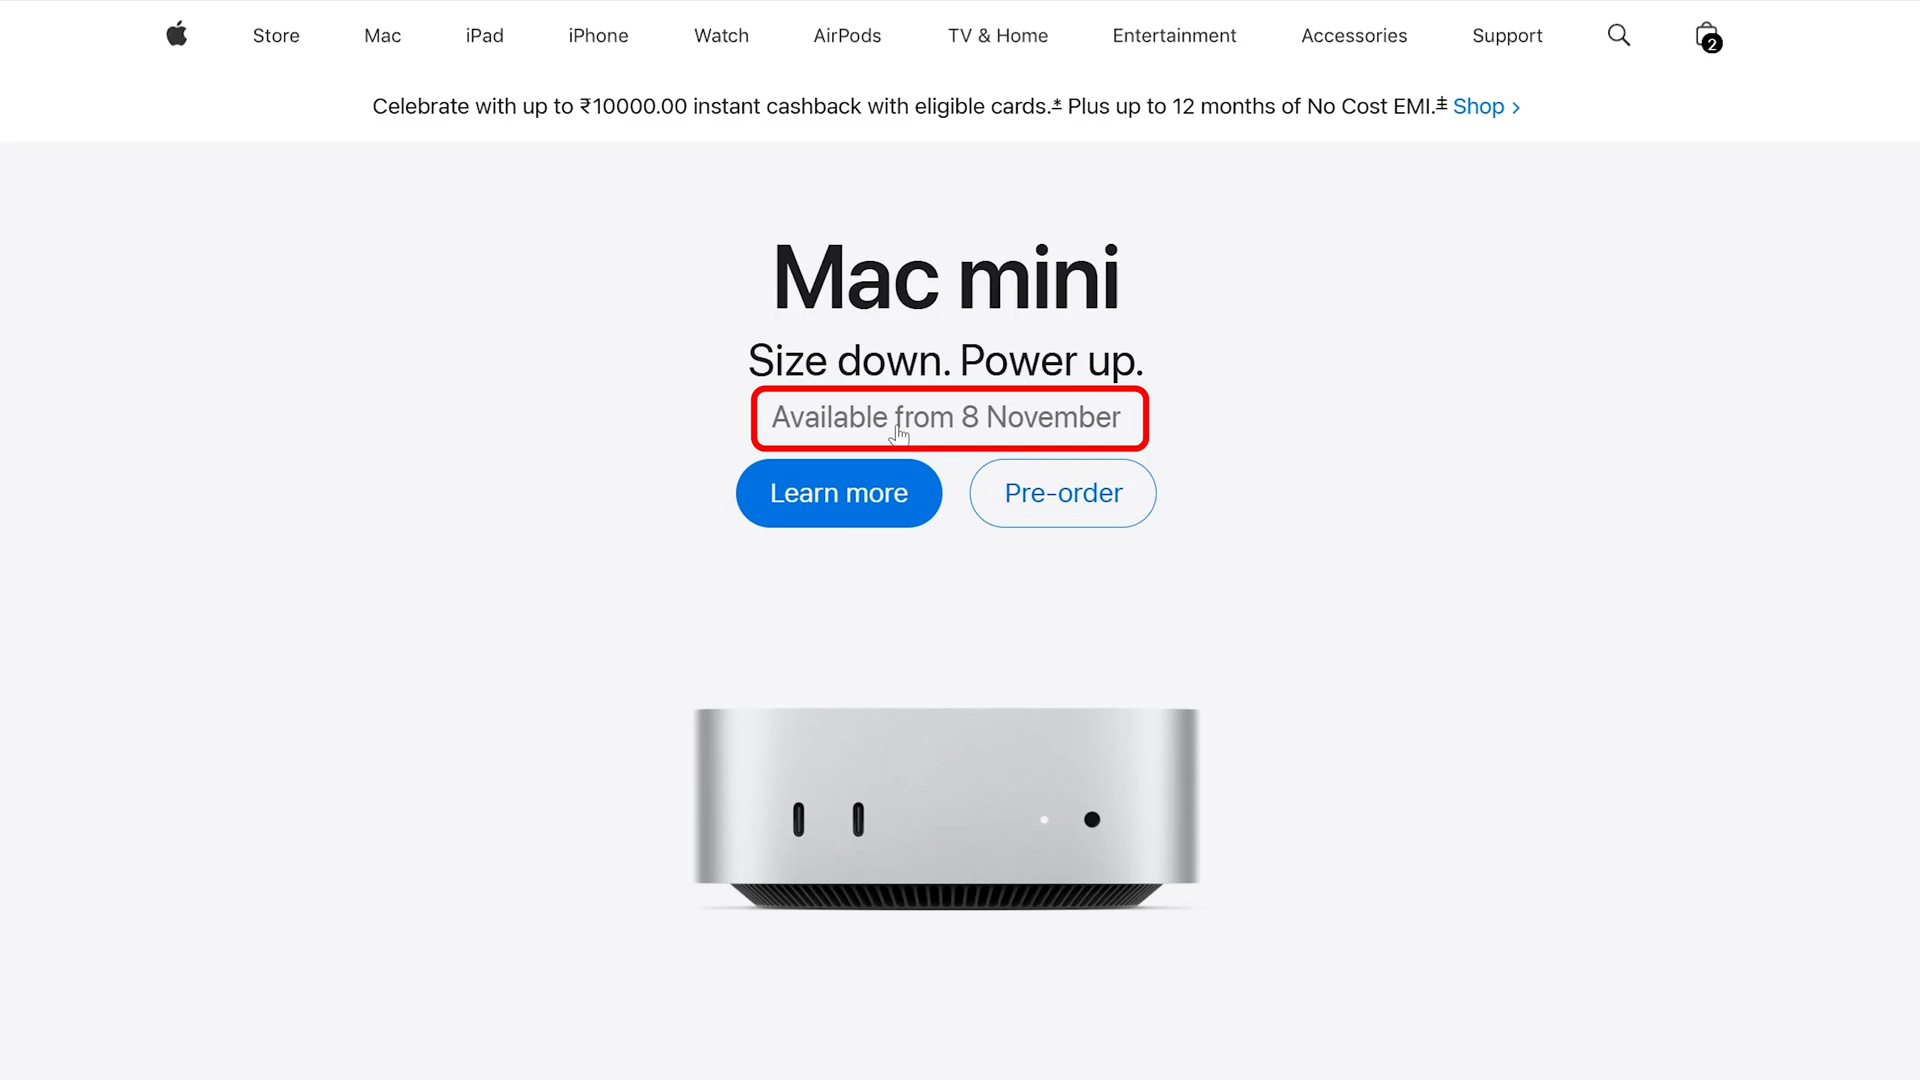 Store Mac iPad iPhone Watch AirPods TV & Home Entertainment Accessories Support 2
Celebrate with up to ₹10000.00 instant cashback with eligible cards.* Plus up to 12 months of No Cost EMI.‡ Shop >
Mac mini
Size down. Power up.
Available from 8 November
Learn more Pre-order